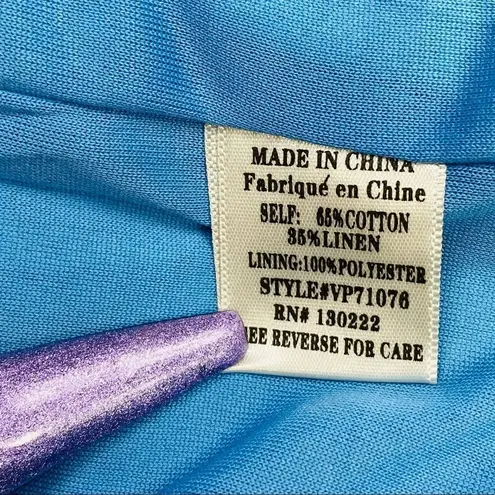 MADE IN CHINA
Fabriqué en Chine
SELF: 65%COTTON
35%LINEN
LINING:100%POLYESTER
STYLE#VP71076
RN# 130222
EE REVERSE FOR CARE